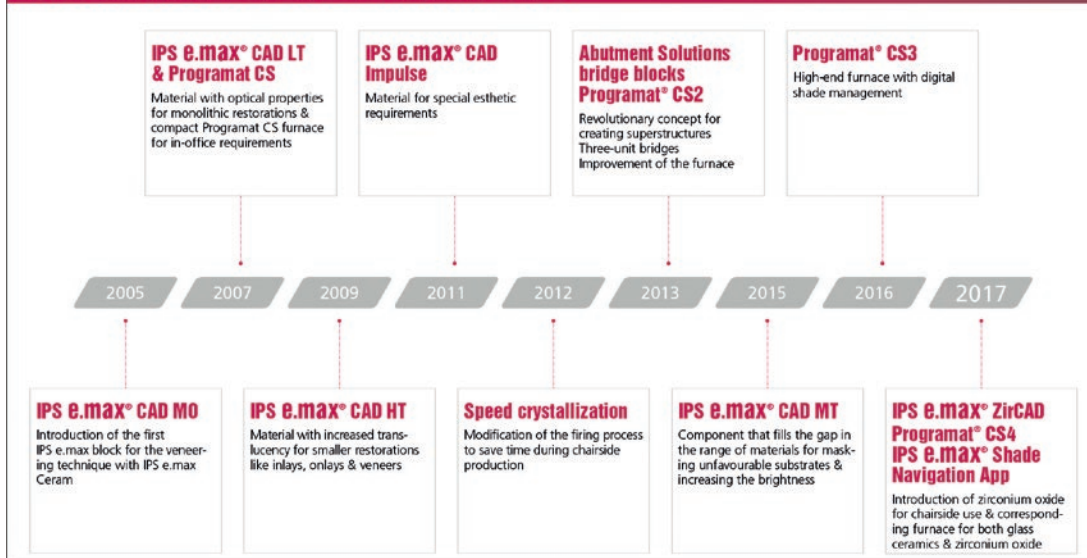 IPS e.max® CAD LT
& Programat CS
Material with optical properties
for monolithic restorations &
compact Programat CS furnace
for in-office requirements
IPS e.max® CAD
Impulse
Material for special esthetic
requirements
Abutment Solutions
bridge blocks
Programat® CS2
Revolutionary concept for
creating superstructures
Three-unit bridges
Improvement of the furnace
Programat® CS3
High-end furnace with digital
shade management
2005
2007
2009
2011
2012
2013
2015
2016
2017
IPS e.max® CAD MO
Introduction of the first
IPS e.max block for the veneer-
ing technique with IPS e.max
Ceram
IPS e.max® CAD HT
Material with increased trans-
lucency for smaller restorations
like inlays, onlays & veneers
Speed crystallization
Modification of the firing process
to save time during chairside
production
IPS e.max® CAD MT
Component that fills the gap in
the range of materials for mask-
ing unfavourable substrates &
increasing the brightness
IPS e.max® ZirCAD
Programat® CS4
IPS e.max® Shade
Navigation App
Introduction of zirconium oxide
for chairside use & correspond-
ing furnace for both glass
ceramics & zirconium oxide